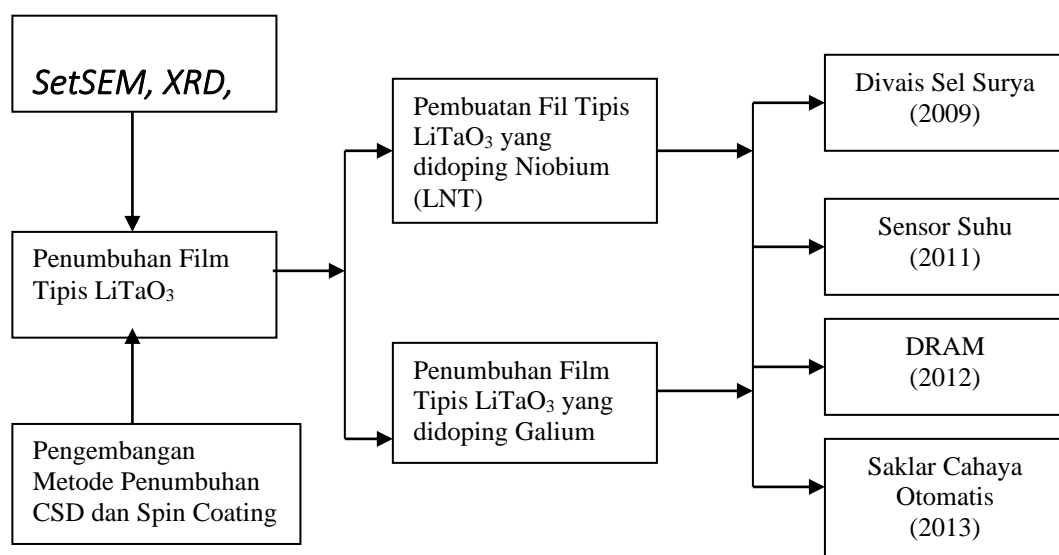 SetSEM, XRD,
Penumbuhan Film
Tipis LiTaO₃
Pengembangan
Metode Penumbuhan
CSD dan Spin Coating
Pembuatan Fil Tipis
LiTaO₃ yang
didoping Niobium
(LNT)
Penumbuhan Film
Tipis LiTaO₃ yang
didoping Galium
Divais Sel Surya
(2009)
Sensor Suhu
(2011)
DRAM
(2012)
Saklar Cahaya
Otomatis
(2013)